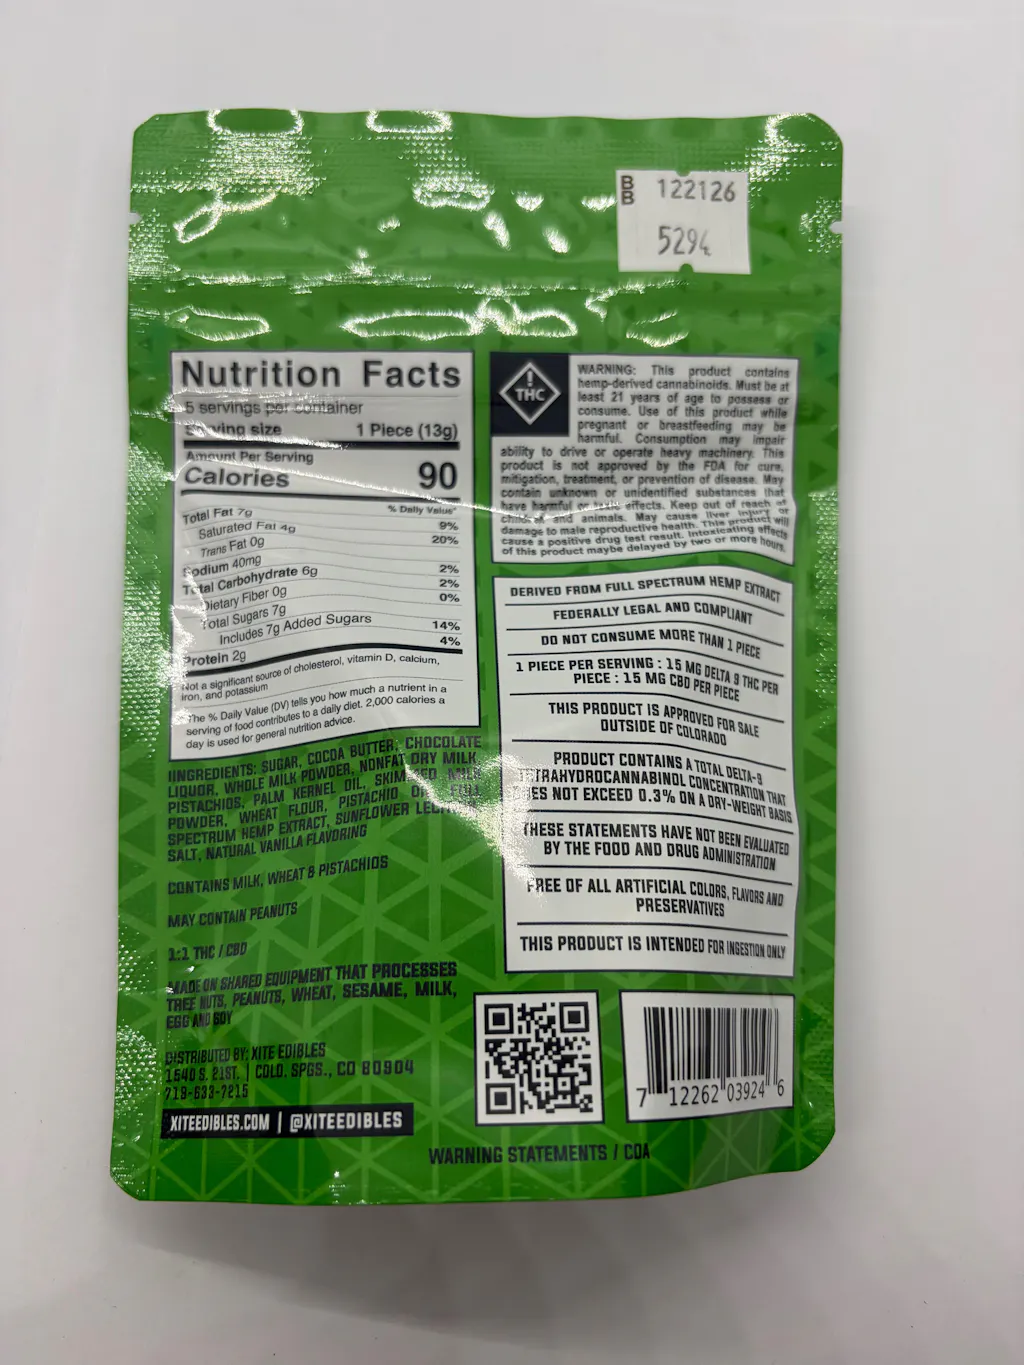 BB 122126
5294
Nutrition Facts
5 servings per container
Serving size 1 Piece (13g)
Amount Per Serving
Calories 90
% Daily Value*
Total Fat 7g 9%
Saturated Fat 4g 20%
Trans Fat 0g
Sodium 40mg 2%
Total Carbohydrate 6g 2%
Dietary Fiber 0g 0%
Total Sugars 7g
Includes 7g Added Sugars 14%
Protein 2g 4%
Not a significant source of cholesterol, vitamin D, calcium,
iron, and potassium
The % Daily Value (DV) tells you how much a nutrient in a
serving of food contributes to a daily diet. 2,000 calories a
day is used for general nutrition advice.
IINGREDIENTS: SUGAR, COCOA BUTTER, CHOCOLATE
LIQUOR, WHOLE MILK POWDER, NONFAT DRY MILK,
PISTACHIOS, PALM KERNEL OIL, SKIMMED MILK
POWDER, WHEAT FLOUR, PISTACHIO OIL, FULL
SPECTRUM HEMP EXTRACT, SUNFLOWER LECITHIN,
SALT, NATURAL VANILLA FLAVORING
CONTAINS MILK, WHEAT & PISTACHIOS
MAY CONTAIN PEANUTS
1:1 THC / CBD
MADE ON SHARED EQUIPMENT THAT PROCESSES
TREE NUTS, PEANUTS, WHEAT, SESAME, MILK,
EGG AND SOY
DISTRIBUTED BY: XITE EDIBLES
1540 S. 21ST. | COLO. SPGS., CO 80904
719-633-7215
XITEEDIBLES.COM | @XITEEDIBLES
! THC
WARNING: This product contains
hemp-derived cannabinoids. Must be at
least 21 years of age to possess or
consume. Use of this product while
pregnant or breastfeeding may be
harmful. Consumption may impair
ability to drive or operate heavy machinery. This
product is not approved by the FDA for cure,
mitigation, treatment, or prevention of disease. May
contain unknown or unidentified substances that
have harmful or toxic effects. Keep out of reach of
children and animals. May cause liver injury or
damage to male reproductive health. This product will
cause a positive drug test result. Intoxicating effects
of this product maybe delayed by two or more hours.
DERIVED FROM FULL SPECTRUM HEMP EXTRACT
FEDERALLY LEGAL AND COMPLIANT
DO NOT CONSUME MORE THAN 1 PIECE
1 PIECE PER SERVING : 15 MG DELTA 9 THC PER
PIECE : 15 MG CBD PER PIECE
THIS PRODUCT IS APPROVED FOR SALE
OUTSIDE OF COLORADO
PRODUCT CONTAINS A TOTAL DELTA-9
TETRAHYDROCANNABINOL CONCENTRATION THAT
DOES NOT EXCEED 0.3% ON A DRY-WEIGHT BASIS
THESE STATEMENTS HAVE NOT BEEN EVALUATED
BY THE FOOD AND DRUG ADMINISTRATION
FREE OF ALL ARTIFICIAL COLORS, FLAVORS AND
PRESERVATIVES
THIS PRODUCT IS INTENDED FOR INGESTION ONLY
7 12262 03924 6
WARNING STATEMENTS / COA